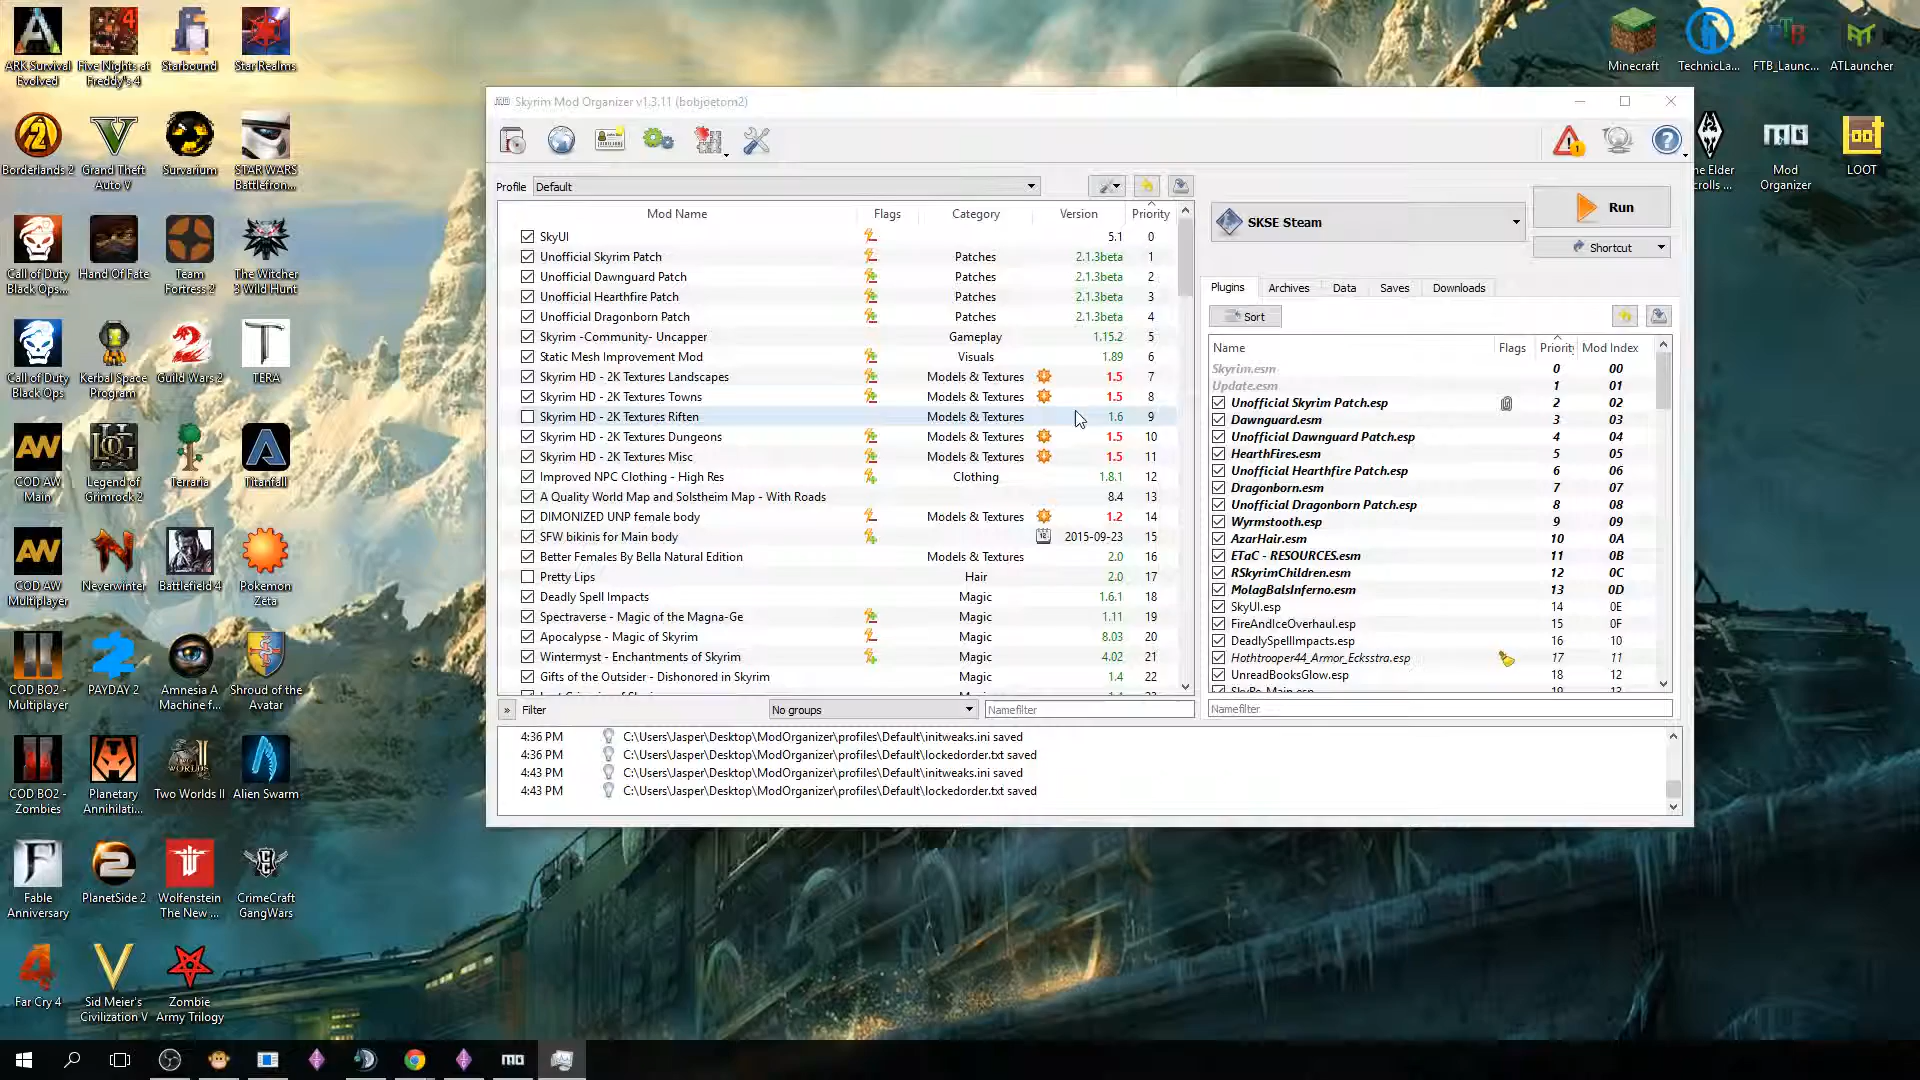 ARK Survival Evolved
Five Nights at Freddy's 4
Starbound
Star Realms
Borderlands 2
Grand Theft Auto V
Survarium
STAR WARS Battlefron...
Call of Duty Black Ops...
Hand Of Fate
Team Fortress 2
The Witcher 3 Wild Hunt
Call of Duty Black Ops
Kerbal Space Program
Guild Wars 2
TERA
COD AW Main
Legend of Grimrock 2
Terraria
Titanfall
COD AW Multiplayer
Neverwinter
Battlefield 4
Pokemon Zeta
COD BO2 - Multiplayer
PAYDAY 2
Amnesia A Machine f...
Shroud of the Avatar
COD BO2 - Zombies
Planetary Annihilati...
Two Worlds II
Alien Swarm
Fable Anniversary
PlanetSide 2
Wolfenstein The New ...
CrimeCraft GangWars
Far Cry 4
Sid Meier's Civilization V
Zombie Army Trilogy
Minecraft
TechnicLa...
FTB_Launc...
ATLauncher
he Elder
crolls ...
Mod Organizer
LOOT
Skyrim Mod Organizer v1.3.11 (bobjoetom2)
Profile Default
Mod Name Flags Category Version Priority
SkyUI 5.1 0
Unofficial Skyrim Patch Patches 2.1.3beta 1
Unofficial Dawnguard Patch Patches 2.1.3beta 2
Unofficial Hearthfire Patch Patches 2.1.3beta 3
Unofficial Dragonborn Patch Patches 2.1.3beta 4
Skyrim -Community- Uncapper Gameplay 1.15.2 5
Static Mesh Improvement Mod Visuals 1.89 6
Skyrim HD - 2K Textures Landscapes Models & Textures 1.5 7
Skyrim HD - 2K Textures Towns Models & Textures 1.5 8
Skyrim HD - 2K Textures Riften Models & Textures 1.6 9
Skyrim HD - 2K Textures Dungeons Models & Textures 1.5 10
Skyrim HD - 2K Textures Misc Models & Textures 1.5 11
Improved NPC Clothing - High Res Clothing 1.8.1 12
A Quality World Map and Solstheim Map - With Roads 8.4 13
DIMONIZED UNP female body Models & Textures 1.2 14
SFW bikinis for Main body 2015-09-23 15
Better Females By Bella Natural Edition Models & Textures 2.0 16
Pretty Lips Hair 2.0 17
Deadly Spell Impacts Magic 1.6.1 18
Spectraverse - Magic of the Magna-Ge Magic 1.11 19
Apocalypse - Magic of Skyrim Magic 8.03 20
Wintermyst - Enchantments of Skyrim Magic 4.02 21
Gifts of the Outsider - Dishonored in Skyrim Magic 1.4 22
» Filter No groups Namefilter
SKSE Steam
Run
Shortcut
Plugins Archives Data Saves Downloads
Sort
Name Flags Priority Mod Index
Skyrim.esm 0 00
Update.esm 1 01
Unofficial Skyrim Patch.esp 2 02
Dawnguard.esm 3 03
Unofficial Dawnguard Patch.esp 4 04
HearthFires.esm 5 05
Unofficial Hearthfire Patch.esp 6 06
Dragonborn.esm 7 07
Unofficial Dragonborn Patch.esp 8 08
Wyrmstooth.esp 9 09
AzarHair.esm 10 0A
ETaC - RESOURCES.esm 11 0B
RSkyrimChildren.esm 12 0C
MolagBalsInferno.esm 13 0D
SkyUI.esp 14 0E
FireAndIceOverhaul.esp 15 0F
DeadlySpellImpacts.esp 16 10
Hothtrooper44_Armor_Ecksstra.esp 17 11
UnreadBooksGlow.esp 18 12
Namefilter
4:36 PM C:\Users\Jasper\Desktop\ModOrganizer\profiles\Default\initweaks.ini saved
4:36 PM C:\Users\Jasper\Desktop\ModOrganizer\profiles\Default\lockedorder.txt saved
4:43 PM C:\Users\Jasper\Desktop\ModOrganizer\profiles\Default\initweaks.ini saved
4:43 PM C:\Users\Jasper\Desktop\ModOrganizer\profiles\Default\lockedorder.txt saved